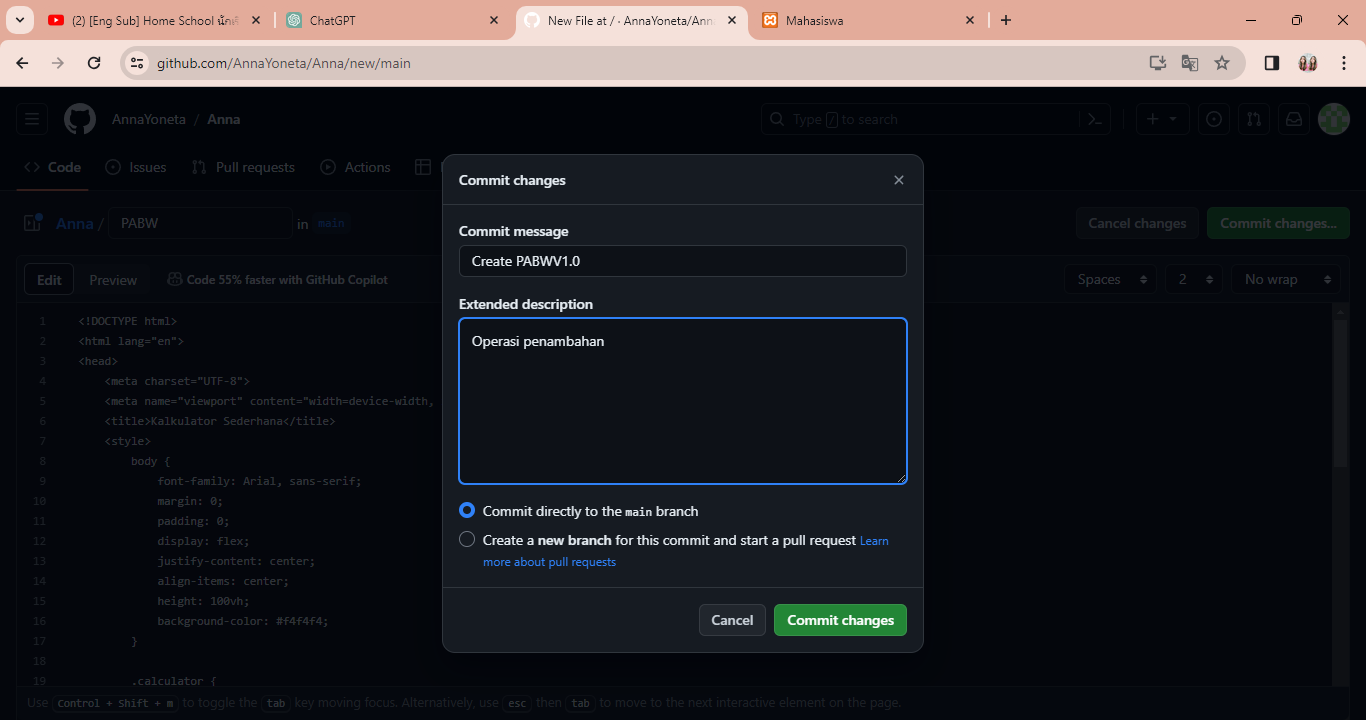 (2) [Eng Sub] Home School นักเ
ChatGPT
New File at / · AnnaYoneta/Ann
Mahasiswa
github.com/AnnaYoneta/Anna/new/main
AnnaYoneta / Anna
Type / to search
Code
Issues
Pull requests
Actions
Anna / PABW in main
Cancel changes
Commit changes...
Edit
Preview
Code 55% faster with GitHub Copilot
Spaces
2
No wrap
1 <!DOCTYPE html>
2 <html lang="en">
3 <head>
4 <meta charset="UTF-8">
5 <meta name="viewport" content="width=device-width,
6 <title>Kalkulator Sederhana</title>
7 <style>
8 body {
9 font-family: Arial, sans-serif;
10 margin: 0;
11 padding: 0;
12 display: flex;
13 justify-content: center;
14 align-items: center;
15 height: 100vh;
16 background-color: #f4f4f4;
17 }
18
19 .calculator {
Use Control + Shift + m to toggle the tab key moving focus. Alternatively, use esc then tab to move to the next interactive element on the page.
Commit changes
Commit message
Create PABWV1.0
Extended description
Operasi penambahan
Commit directly to the main branch
Create a new branch for this commit and start a pull request Learn
more about pull requests
Cancel
Commit changes